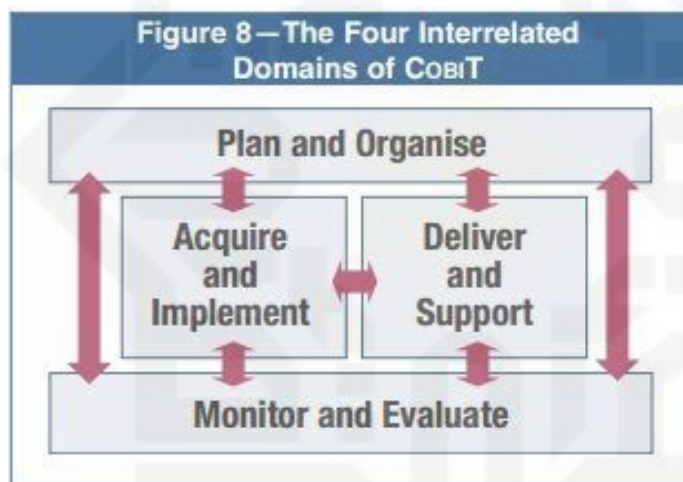 Figure 8—The Four Interrelated
Domains of COBIT
Plan and Organise
Acquire
and
Implement
Deliver
and
Support
Monitor and Evaluate